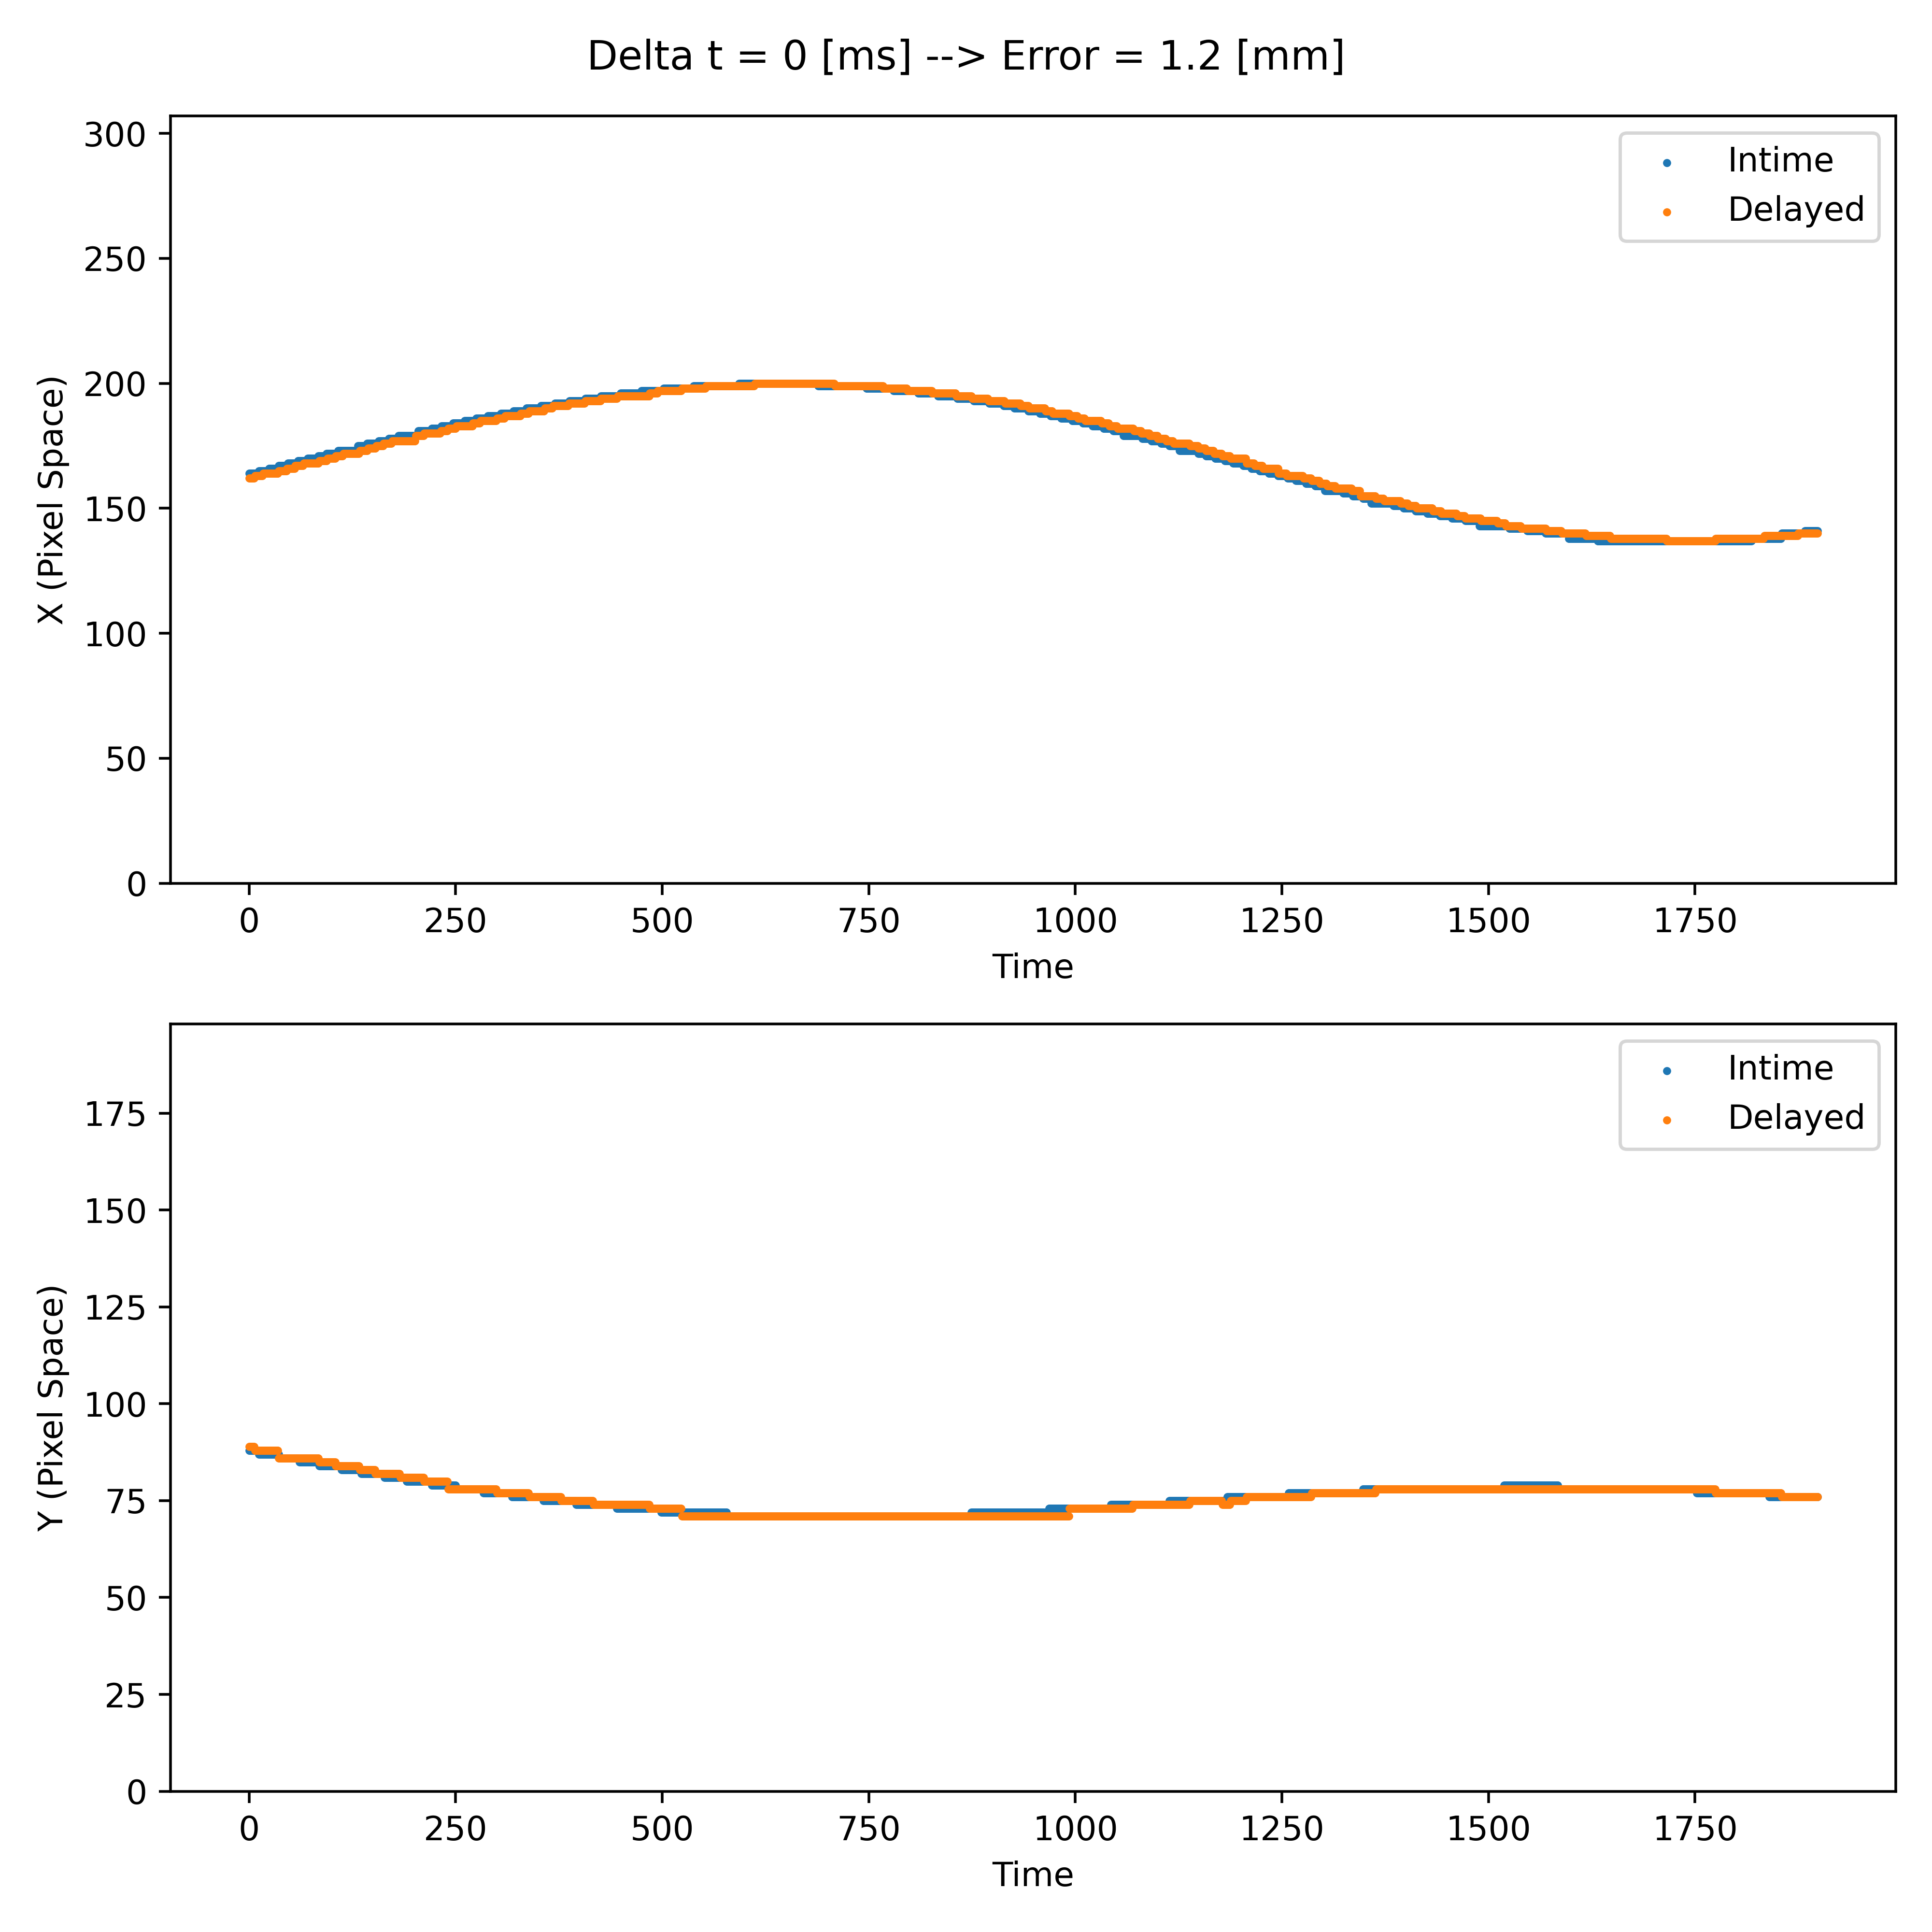 Delta t = 0 [ms] --> Error = 1.2 [mm]
300
250
200
150
100
50
0
X (Pixel Space)
Intime
Delayed
0 250 500 750 1000 1250 1500 1750
Time
175
150
125
100
75
50
25
0
Y (Pixel Space)
Intime
Delayed
0 250 500 750 1000 1250 1500 1750
Time